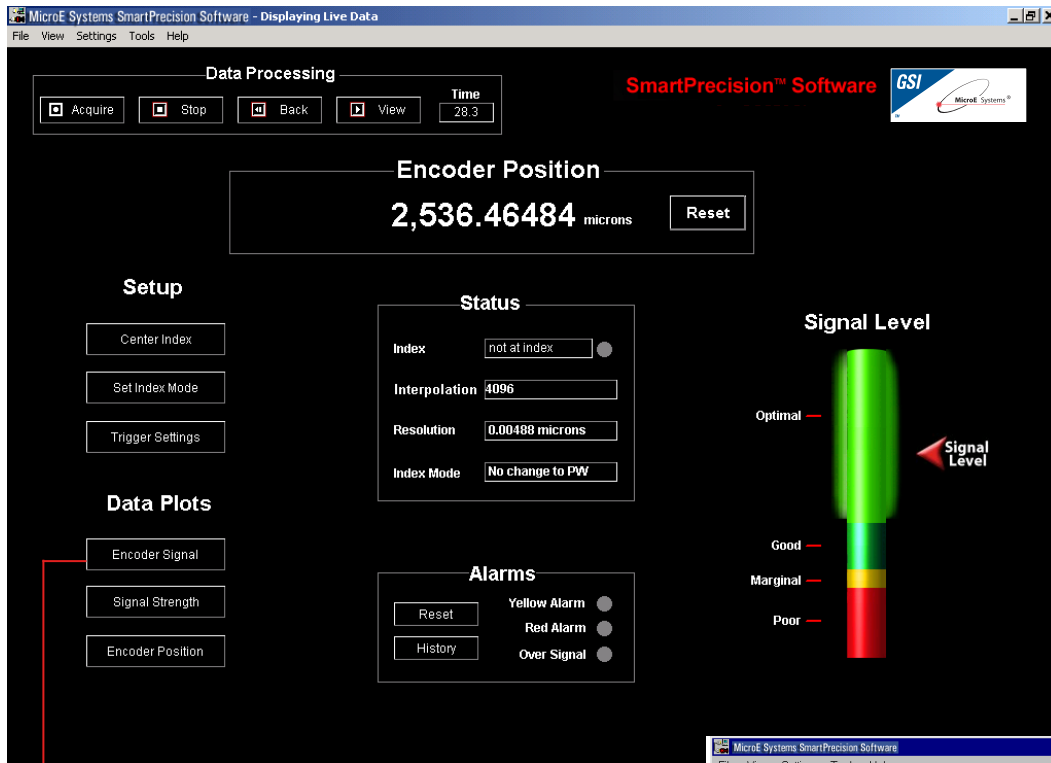 MicroE Systems SmartPrecision Software - Displaying Live Data
File View Settings Tools Help
Data Processing
Acquire Stop Back View
Time
28.3
SmartPrecision™ Software
GSI
MicroE Systems®
Encoder Position
2,536.46484 microns
Reset
Setup
Center Index
Set Index Mode
Trigger Settings
Data Plots
Encoder Signal
Signal Strength
Encoder Position
Status
Index not at index
Interpolation 4096
Resolution 0.00488 microns
Index Mode No change to PW
Alarms
Reset
History
Yellow Alarm
Red Alarm
Over Signal
Signal Level
Optimal
Good
Marginal
Poor
Signal
Level
MicroE Systems SmartPrecision Software